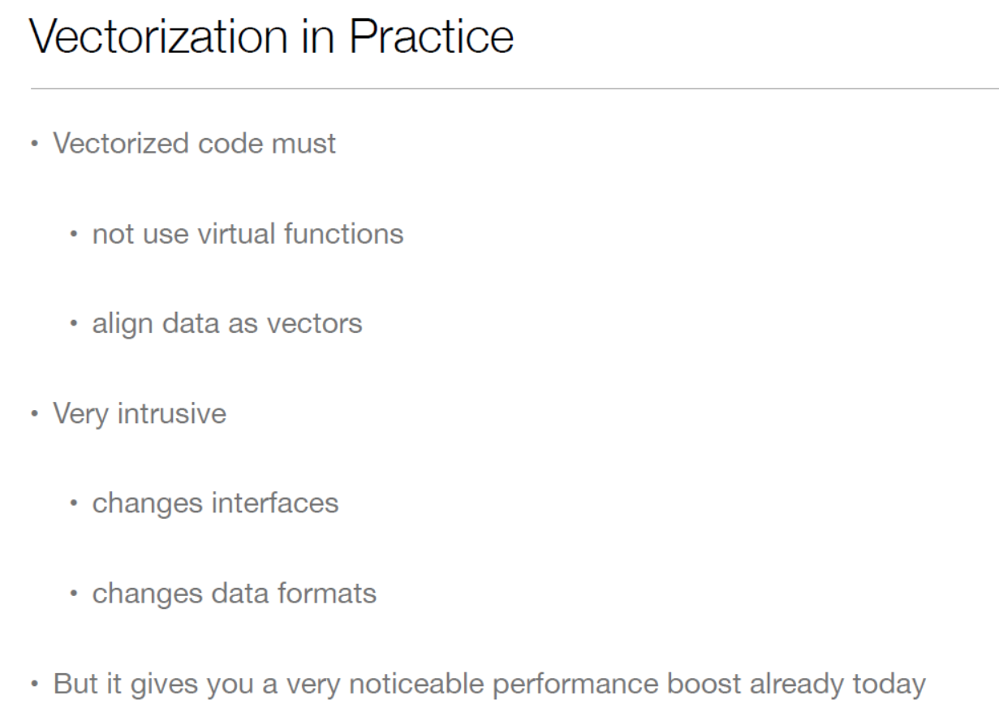 Vectorization in Practice
• Vectorized code must
• not use virtual functions
• align data as vectors
• Very intrusive
• changes interfaces
• changes data formats
• But it gives you a very noticeable performance boost already today